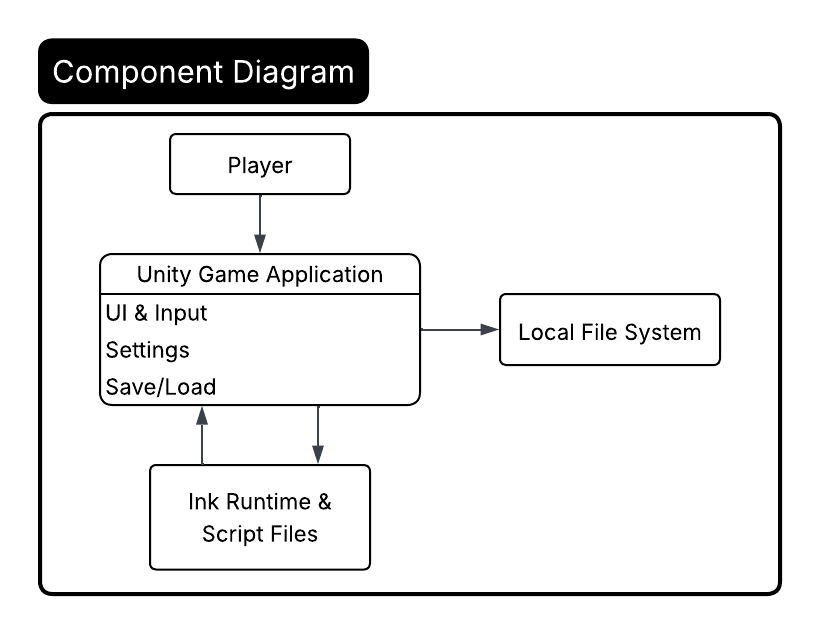 Component Diagram
Player
Unity Game Application
UI & Input
Settings
Save/Load
Local File System
Ink Runtime &
Script Files